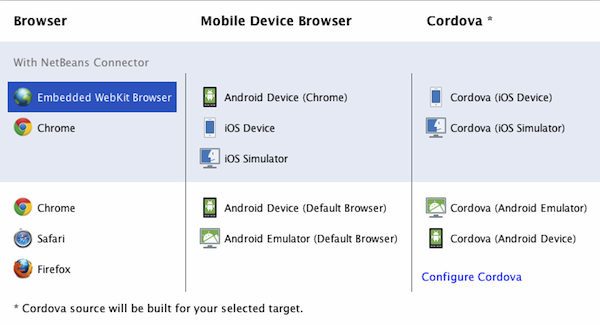 Browser
Mobile Device Browser
Cordova *
With NetBeans Connector
Embedded WebKit Browser
Android Device (Chrome)
Cordova (iOS Device)
Chrome
iOS Device
Cordova (iOS Simulator)
iOS Simulator
Chrome
Android Device (Default Browser)
Cordova (Android Emulator)
Safari
Android Emulator (Default Browser)
Cordova (Android Device)
Firefox
Configure Cordova
* Cordova source will be built for your selected target.